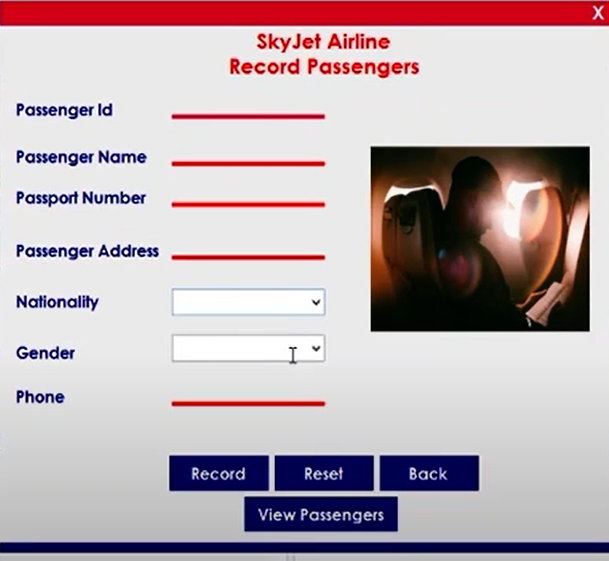 X
SkyJet Airline
Record Passengers
Passenger Id
Passenger Name
Passport Number
Passenger Address
Nationality
Gender
Phone
Record Reset Back
View Passengers